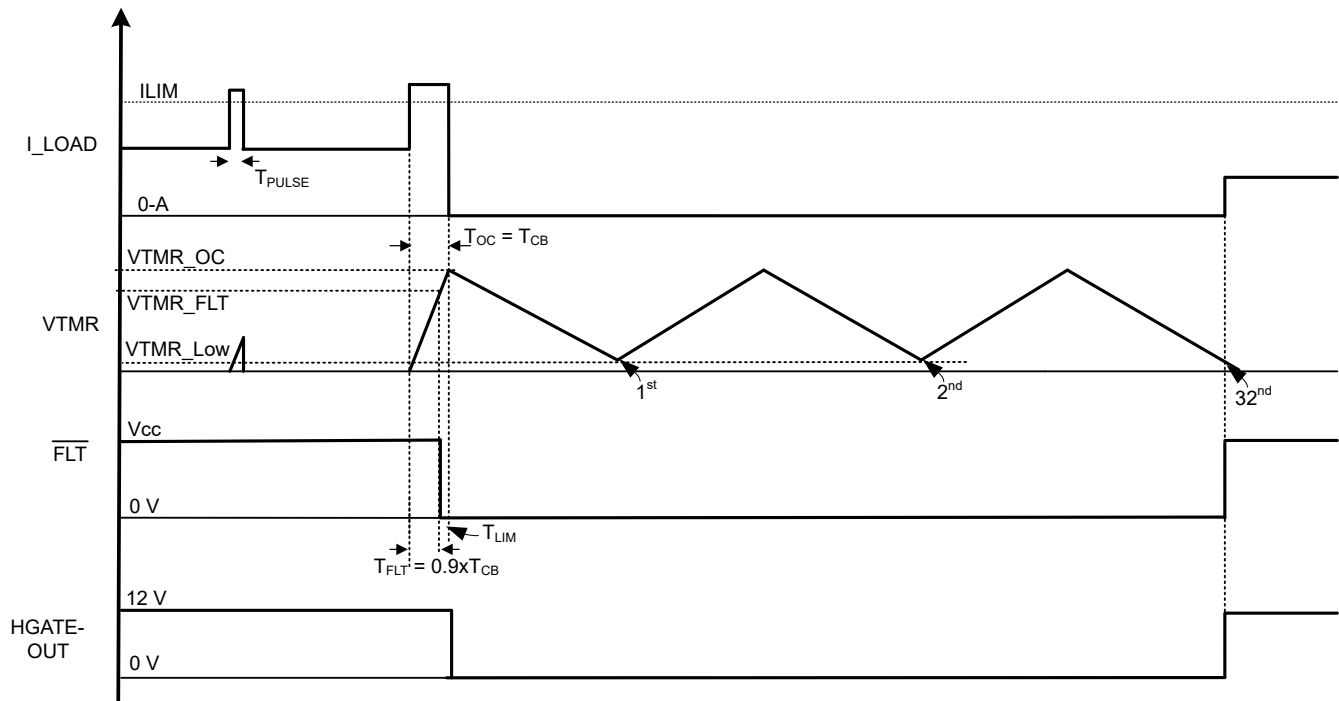 ILIM
I_LOAD
TPULSE
0-A
TOC = TCB
VTMR_OC
VTMR_FLT
VTMR
VTMR_Low
1st
2nd
32nd
Vcc
FLT
0 V
TLIM
TFLT = 0.9xTCB
12 V
HGATE-
OUT
0 V